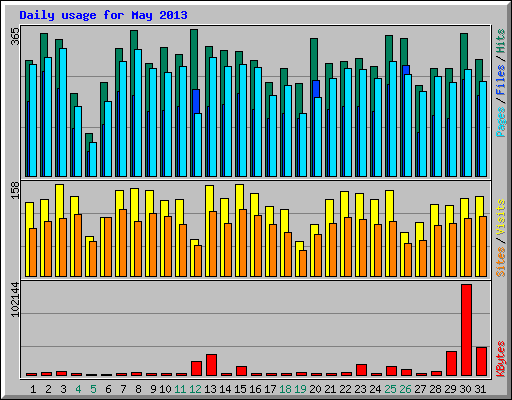 Daily usage for May 2013
365
Pages / Files / Hits
158
Sites / Visits
102144
KBytes
1 2 3 4 5 6 7 8 9 10 11 12 13 14 15 16 17 18 19 20 21 22 23 24 25 26 27 28 29 30 31